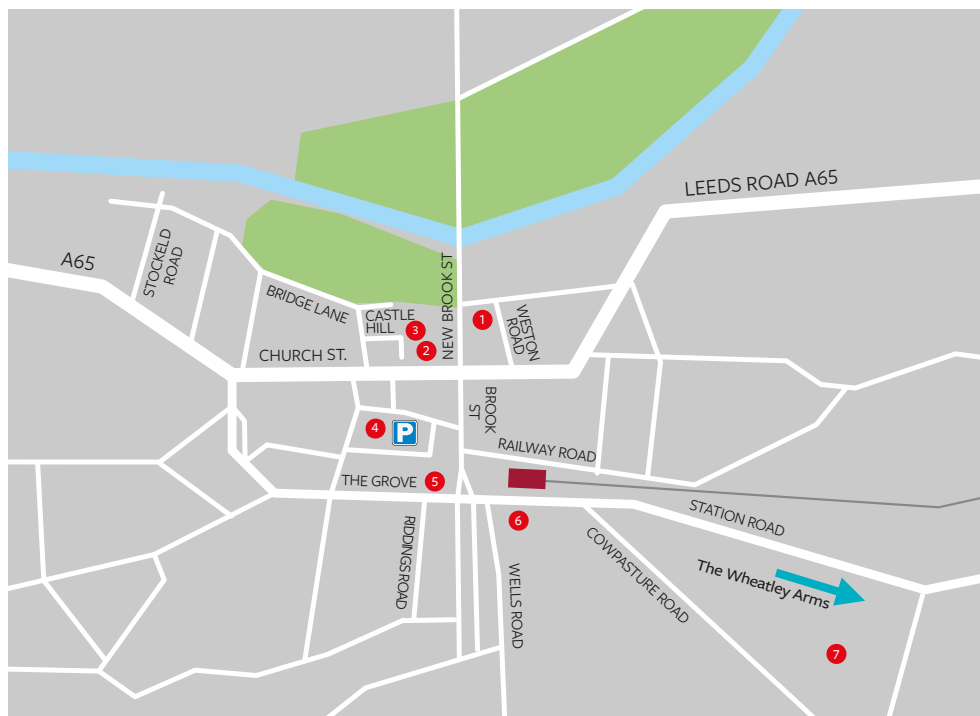 LEEDS ROAD A65
A65
STOCKELD
ROAD
BRIDGE LANE
CASTLE
HILL
3
2
NEW BROOK ST
1
WESTON
ROAD
CHURCH ST.
BROOK
ST
4
P
RAILWAY ROAD
THE GROVE
5
6
STATION ROAD
RIDDINGS ROAD
WELLS ROAD
COWPASTURE ROAD
The Wheatley Arms
7